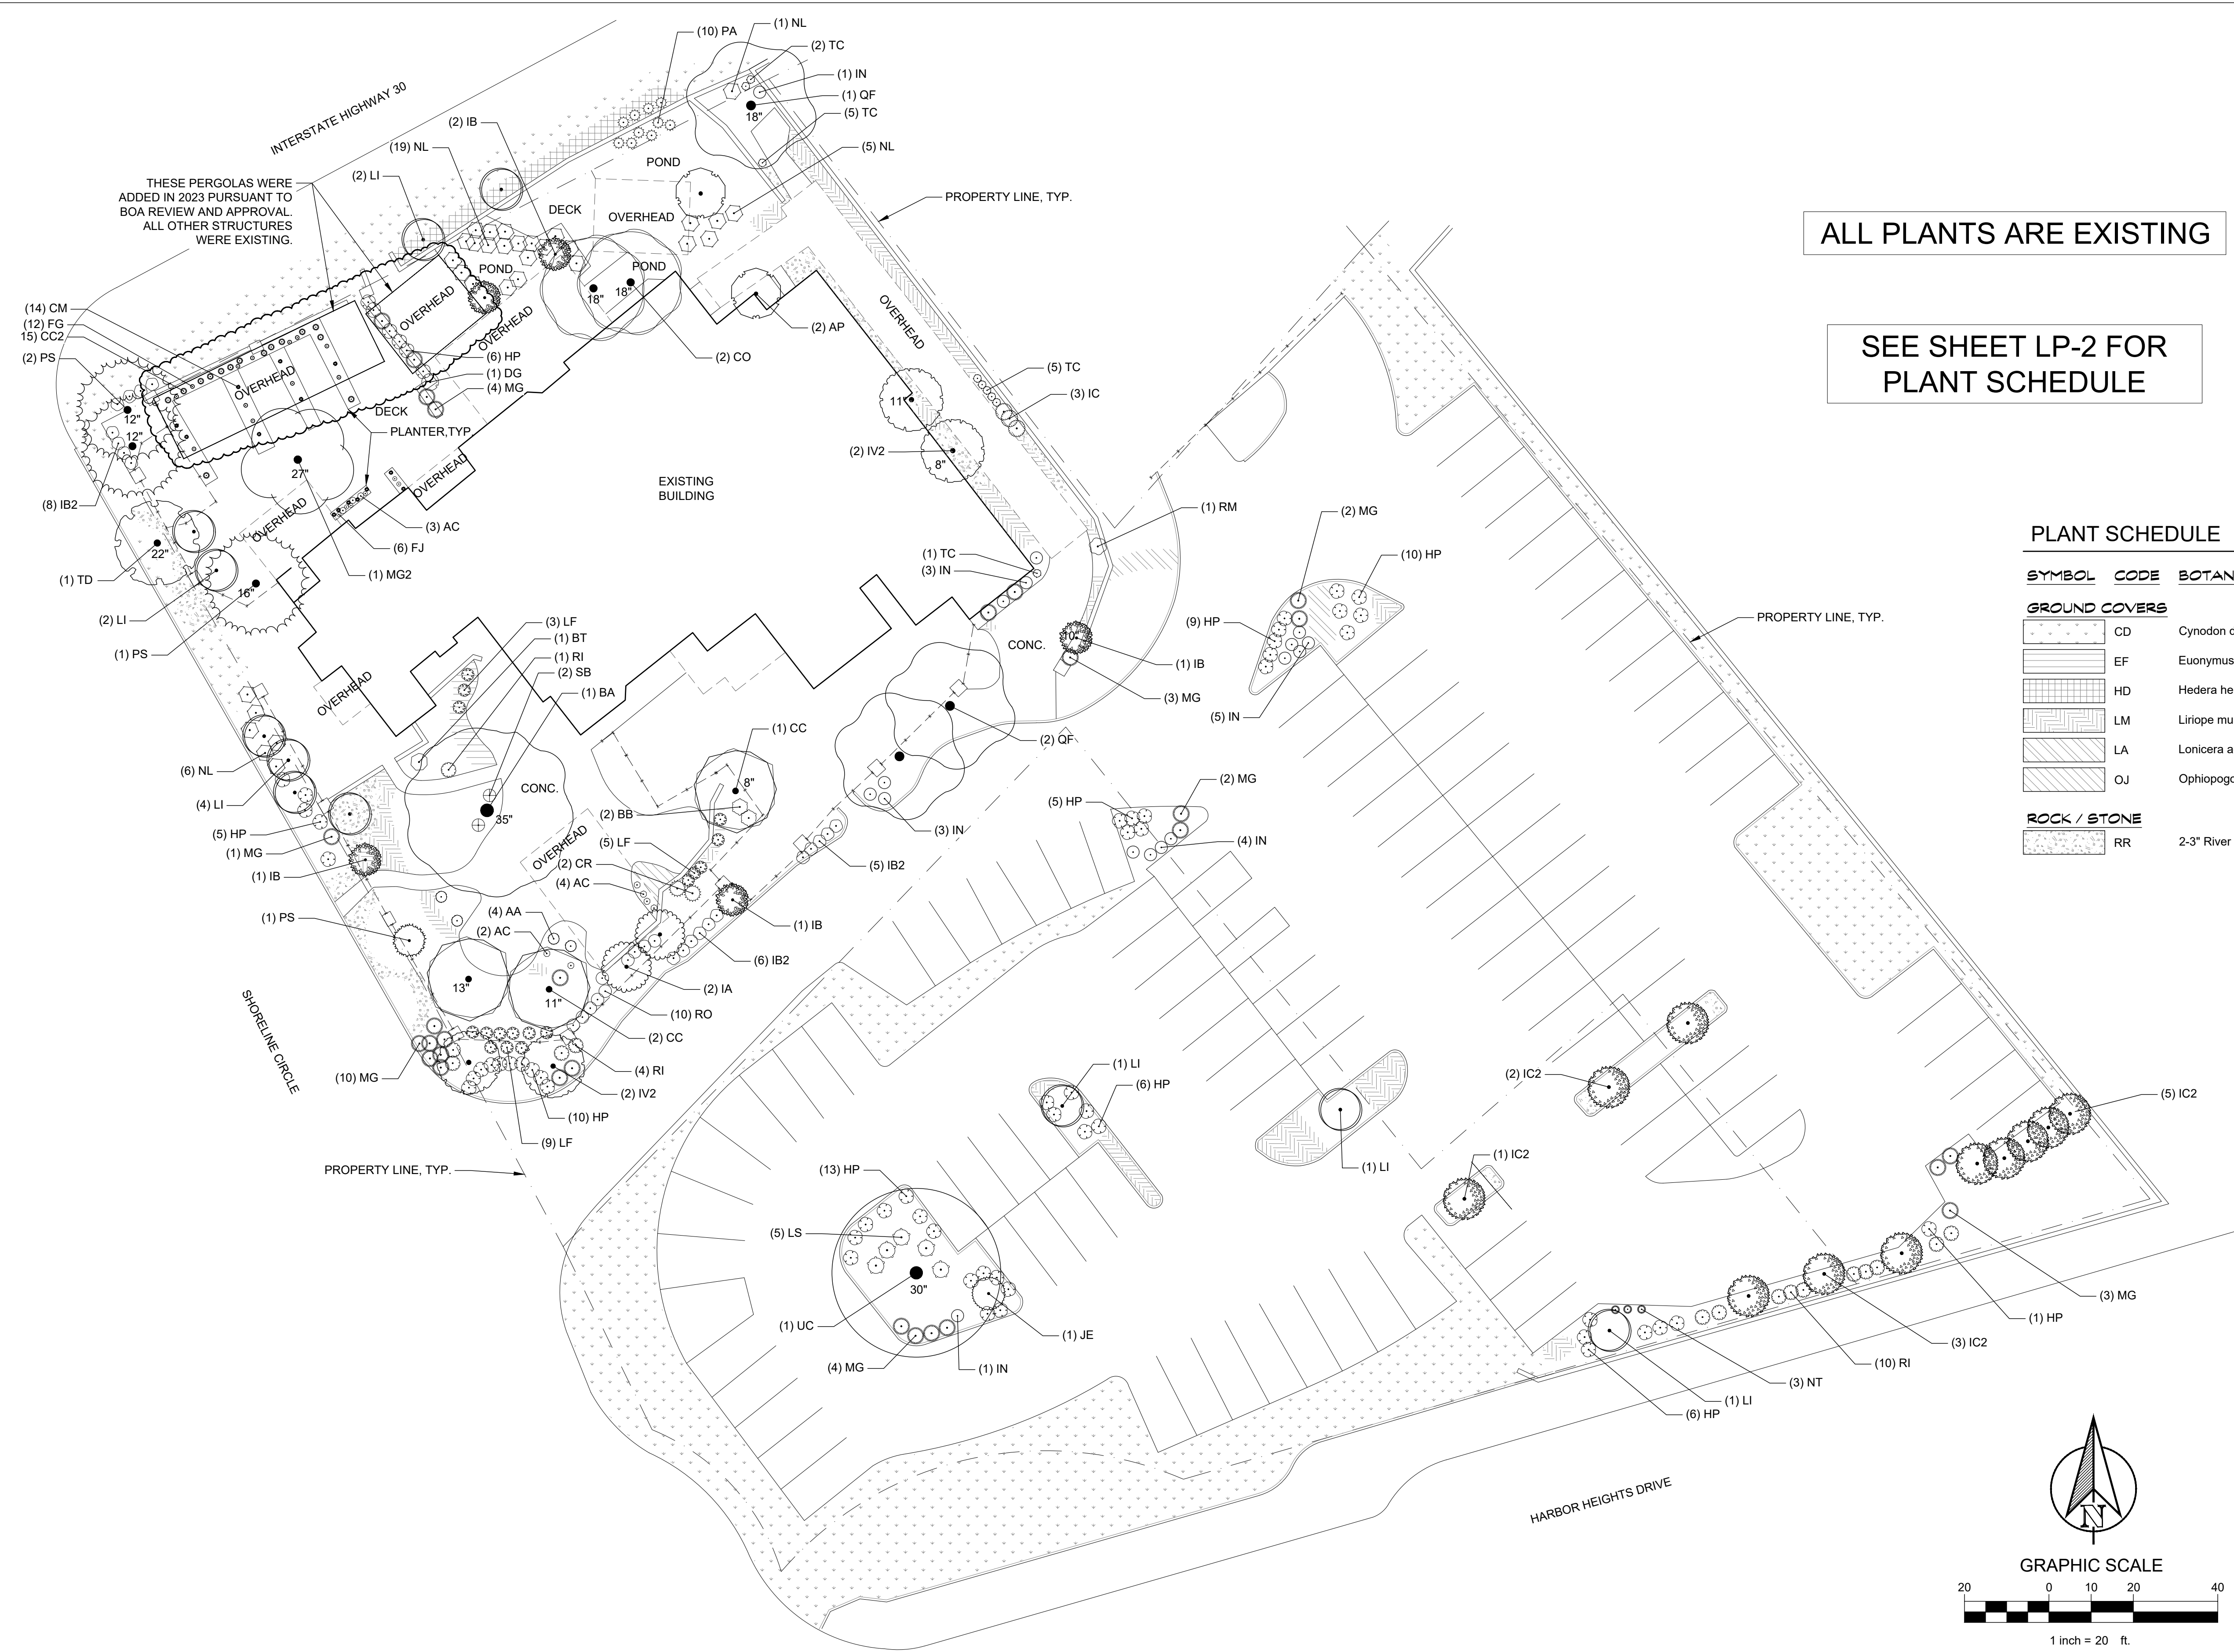 (10) PA
(1) NL
(2) TC
(1) IN
(1) QF
(5) TC
18"
INTERSTATE HIGHWAY 30
(2) IB
(19) NL
(5) NL
POND
(2) LI
THESE PERGOLAS WERE
ADDED IN 2023 PURSUANT TO
BOA REVIEW AND APPROVAL.
ALL OTHER STRUCTURES
WERE EXISTING.
DECK
OVERHEAD
PROPERTY LINE, TYP.
POND
POND
18"
18"
OVERHEAD
OVERHEAD
OVERHEAD
(14) CM
(12) FG
15) CC2
(2) PS
(2) AP
(6) HP
(1) DG
(4) MG
(2) CO
OVERHEAD
DECK
12"
12"
PLANTER,TYP.
(5) TC
(3) IC
11"
8"
(2) IV2
27"
OVERHEAD
EXISTING
BUILDING
(8) IB2
OVERHEAD
(3) AC
(6) FJ
(1) MG2
22"
(1) TD
16"
(2) LI
(1) PS
(1) RM
(2) MG
(1) TC
(3) IN
(10) HP
(9) HP
(5) IN
CONC.
10"
(1) IB
(3) MG
(3) LF
(1) BT
(1) RI
(2) SB
(1) BA
OVERHEAD
(1) CC
(2) QF
8"
(6) NL
(4) LI
(5) HP
(1) MG
(1) IB
CONC.
35"
(2) BB
OVERHEAD
(5) LF
(2) CR
(4) AC
(3) IN
(5) IB2
(2) MG
(5) HP
(4) IN
(1) PS
(4) AA
(2) AC
(1) IB
(6) IB2
13"
11"
(2) IA
(10) RO
(2) CC
(4) RI
(2) IV2
(10) HP
(9) LF
(10) MG
SHORELINE CIRCLE
PROPERTY LINE, TYP.
(1) LI
(6) HP
(1) LI
(2) IC2
(1) IC2
(5) IC2
(13) HP
(5) LS
30"
(1) UC
(1) JE
(4) MG
(1) IN
(3) MG
(1) HP
(3) IC2
(10) RI
(3) NT
(1) LI
(6) HP
HARBOR HEIGHTS DRIVE
PROPERTY LINE, TYP.
ALL PLANTS ARE EXISTING
SEE SHEET LP-2 FOR
PLANT SCHEDULE
PLANT SCHEDULE
SYMBOL CODE BOTAN
GROUND COVERS
CD Cynodon d
EF Euonymus
HD Hedera he
LM Liriope mu
LA Lonicera a
OJ Ophiopogo
ROCK / STONE
RR 2-3" River
N
GRAPHIC SCALE
20 0 10 20 40
1 inch = 20 ft.